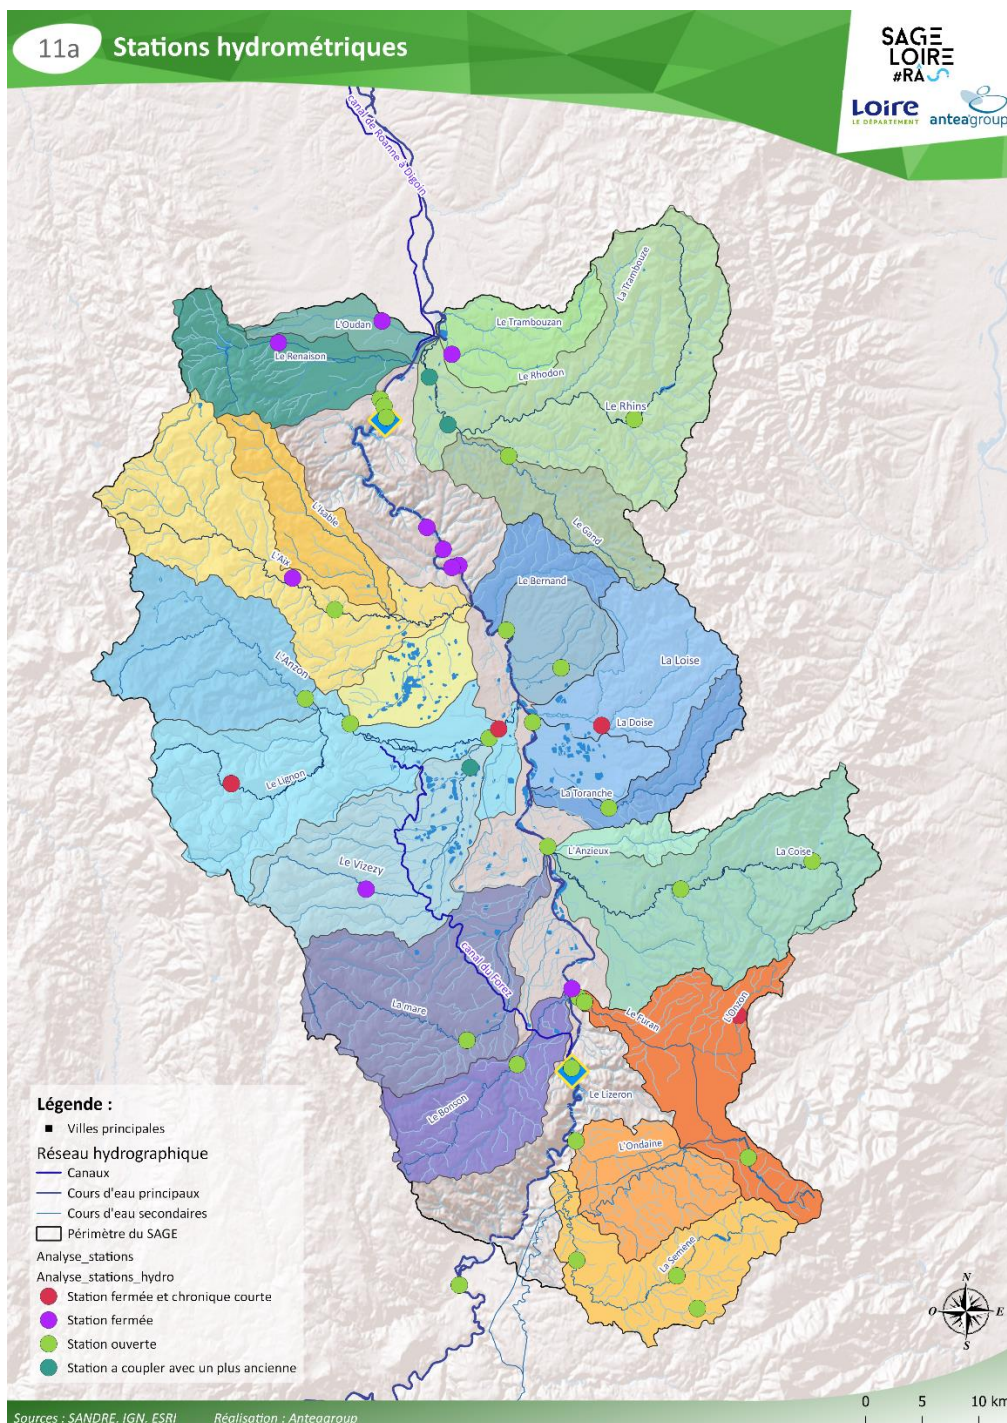 11a
Stations hydrométriques
SAGE
LOIRE
#RA
Loire
LE DÉPARTEMENT
anteagroup
canal de Roanne à Digoin
La Trambouze
L'Oudan
Le Trambouzan
Le Renaison
Le Rhodon
Le Rhins
L'Isable
Le Gand
L'Aix
Le Bernand
L'Anzon
La Loise
La Doise
Le Lignon
La Toranche
L'Anzieux
La Coise
Le Vizezy
canal du Forez
La mare
Le Furan
L'Onzon
Le Bonson
Le Lizeron
L'Ondaine
La Semène
Légende :
Villes principales
Réseau hydrographique
Canaux
Cours d'eau principaux
Cours d'eau secondaires
Périmètre du SAGE
Analyse_stations
Analyse_stations_hydro
Station fermée et chronique courte
Station fermée
Station ouverte
Station a coupler avec un plus ancienne
N
O
E
S
0 5 10 km
Sources : SANDRE, IGN, ESRI Réalisation : Anteagroup